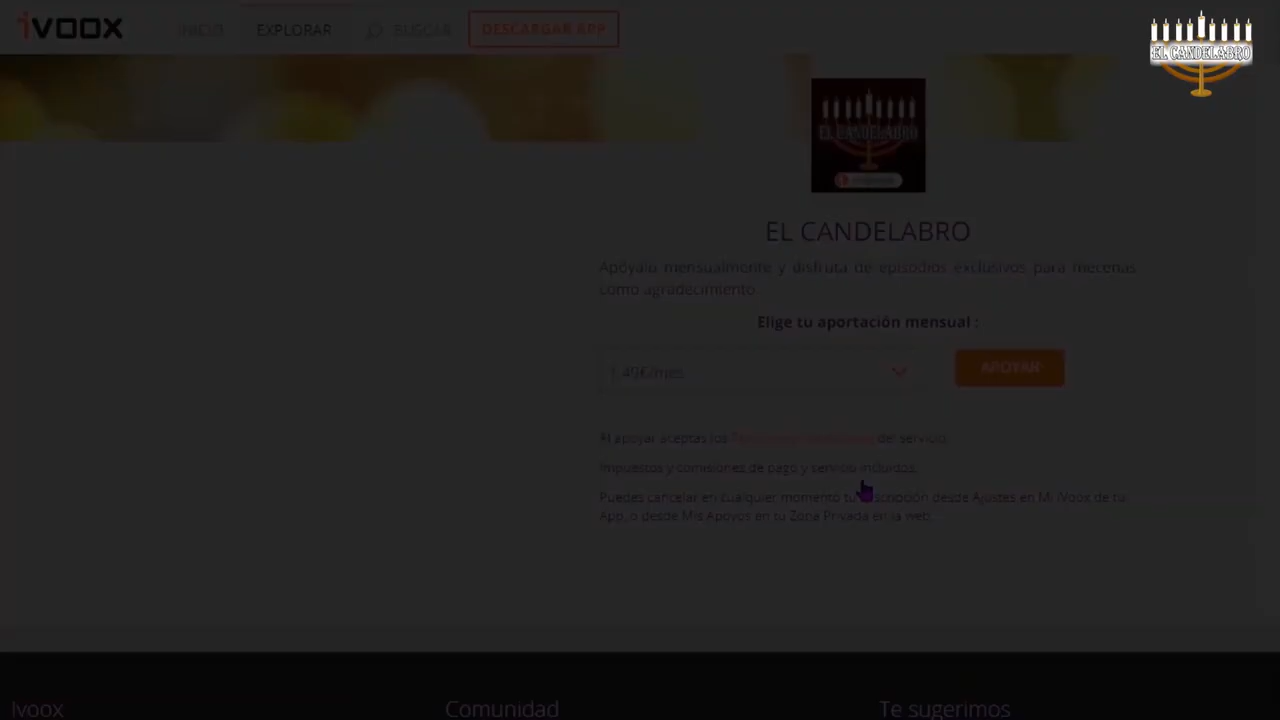 iVOOX INICIO EXPLORAR BUSCAR DESCARGAR APP
EL CANDELABRO
EL CANDELABRO
EL CANDELABRO
Apóyalo mensualmente y disfruta de episodios exclusivos para mecenas
como agradecimiento.
Elige tu aportación mensual :
1,49€/mes
APOYAR
Al apoyar aceptas los del servicio.
Impuestos y comisiones de pago y servicio incluidos.
Puedes cancelar en cualquier momento tu suscripción desde Ajustes en Mi iVoox de tu
App, o desde Mis Apoyos en tu Zona Privada en la web.
Ivoox Comunidad Te sugerimos